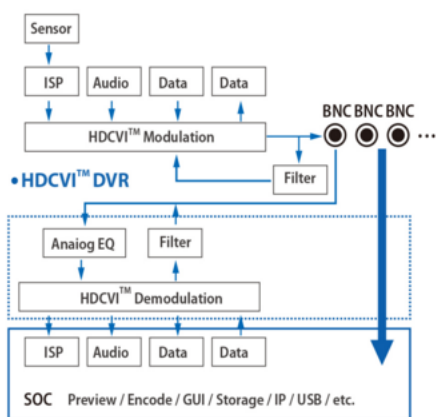 Sensor
ISP Audio Data Data
BNC BNC BNC
HDCVI™ Modulation
...
Filter
•HDCVI™ DVR
Anaiog EQ Filter
HDCVI™ Demodulation
ISP Audio Data Data
SOC Preview / Encode / GUI / Storage / IP / USB / etc.